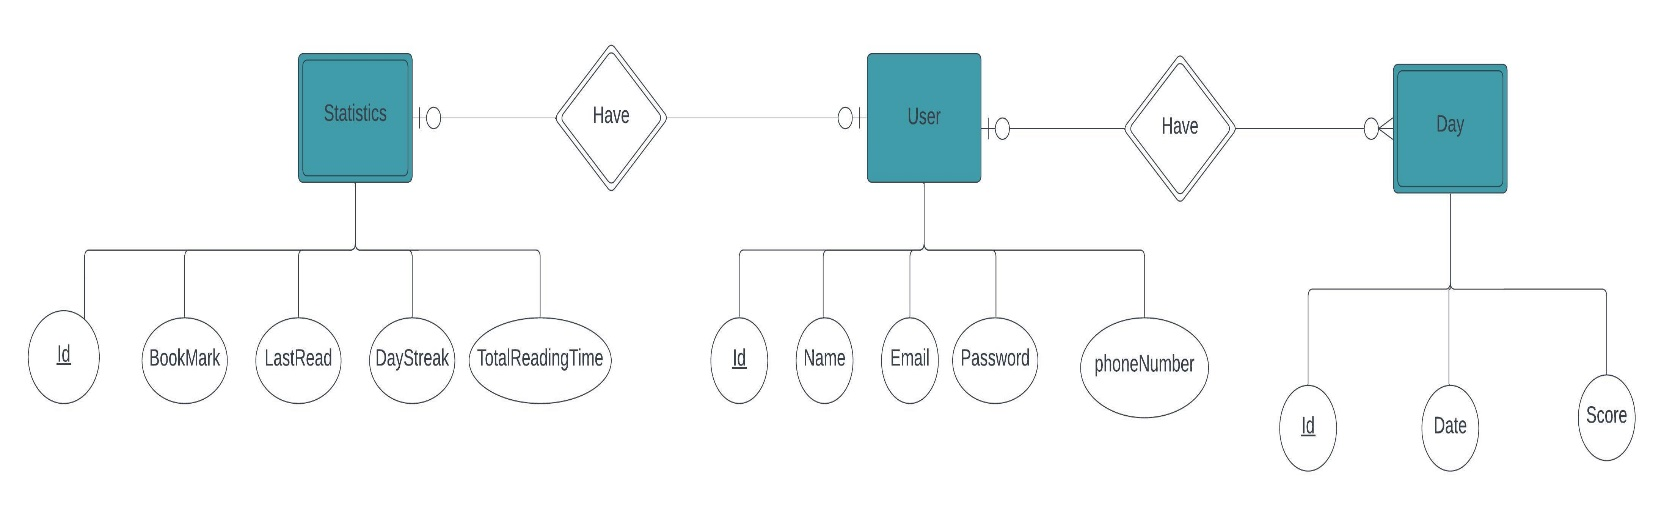 Statistics
Have
User
Have
Day
Id
BookMark
LastRead
DayStreak
TotalReadingTime
Id
Name
Email
Password
phoneNumber
Id
Date
Score